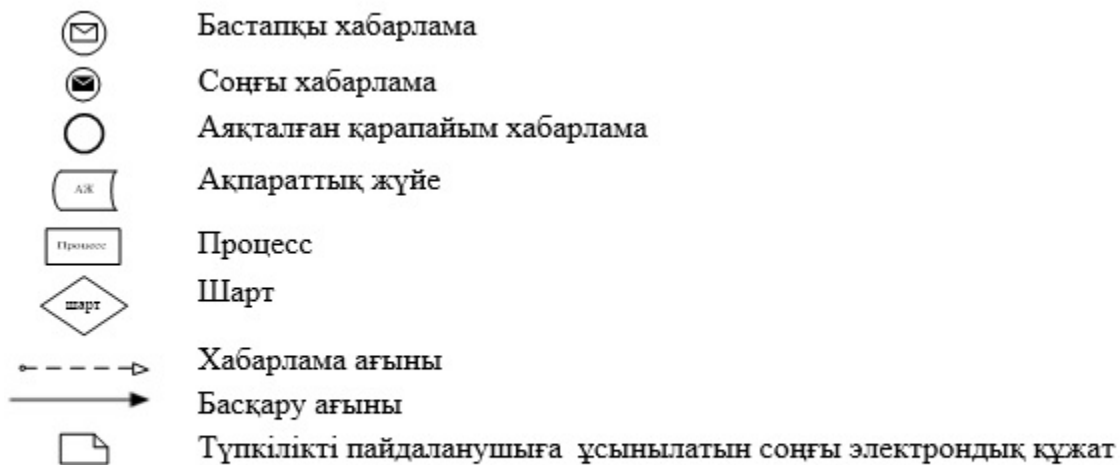 Бастапқы хабарлама
Соңғы хабарлама
Аяқталған қарапайым хабарлама
АЖ Ақпараттық жүйе
Процесс Процесс
шарт Шарт
Хабарлама ағыны
Басқару ағыны
Түпкілікті пайдаланушыға ұсынылатын соңғы электрондық құжат